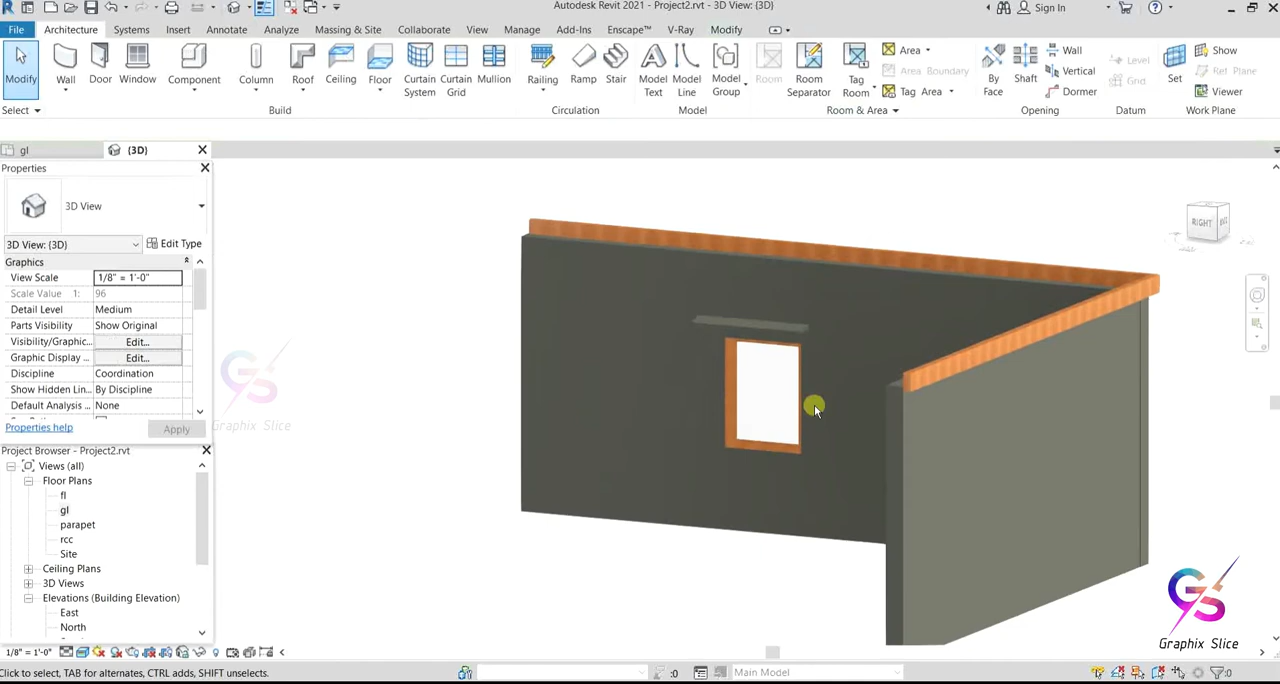 Autodesk Revit 2021 - Project2.rvt - 3D View: {3D}
Sign In
File Architecture Systems Insert Annotate Analyze Massing & Site Collaborate View Manage Add-Ins Enscape™ V-Ray Modify
Modify Wall Door Window Component Column Roof Ceiling Floor Curtain System Curtain Grid Mullion Railing Ramp Stair Model Text Model Line Model Group Room Room Separator Tag Room
Area
Area Boundary
Tag Area
By Face Shaft Wall Vertical Dormer
Level
Grid
Set Show
Ref Plane
Viewer
Select Build Circulation Model Room & Area Opening Datum Work Plane
gl (3D)
Properties
3D View
3D View: {3D} Edit Type
Graphics
View Scale 1/8" = 1'-0"
Scale Value 1: 96
Detail Level Medium
Parts Visibility Show Original
Visibility/Graphic... Edit...
Graphic Display ... Edit...
Discipline Coordination
Show Hidden Lin... By Discipline
Default Analysis ... None
Properties help Apply
Project Browser - Project2.rvt
Views (all)
Floor Plans
fl
gl
parapet
rcc
Site
Ceiling Plans
3D Views
Elevations (Building Elevation)
East
North
RIGHT
Graphix Slice
Graphix Slice
1/8" = 1'-0"
Click to select, TAB for alternates, CTRL adds, SHIFT unselects.
:0
Main Model
:0